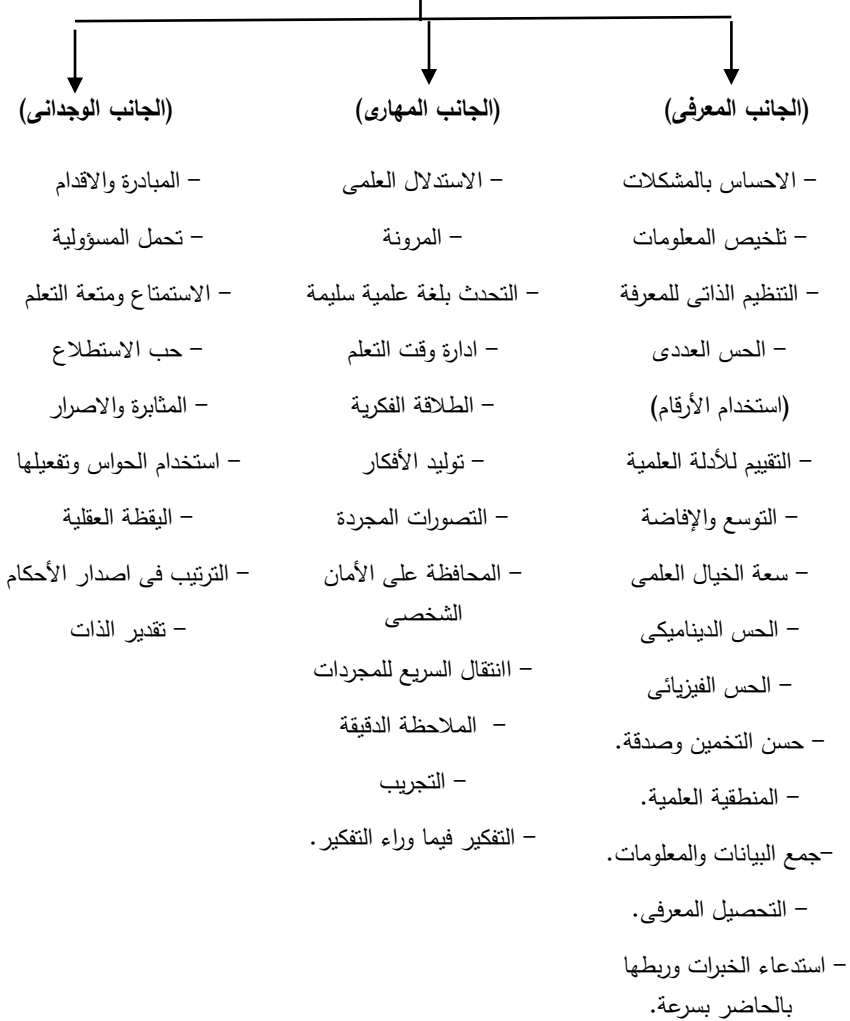 (الجانب المعرفى)
– الاحساس بالمشكلات
– تلخيص المعلومات
– التنظيم الذاتى للمعرفة
– الحس العددى
(استخدام الأرقام)
– التقييم للأدلة العلمية
– التوسع والإفاضة
– سعة الخيال العلمى
– الحس الديناميكى
– الحس الفيزيائى
– حسن التخمين وصدقة.
– المنطقية العلمية.
–جمع البيانات والمعلومات.
– التحصيل المعرفى.
– استدعاء الخبرات وربطها
بالحاضر بسرعة.
(الجانب المهارى)
– الاستدلال العلمى
– المرونة
– التحدث بلغة علمية سليمة
– ادارة وقت التعلم
– الطلاقة الفكرية
– توليد الأفكار
– التصورات المجردة
– المحافظة على الأمان
الشخصى
– اانتقال السريع للمجردات
– الملاحظة الدقيقة
– التجريب
– التفكير فيما وراء التفكير.
(الجانب الوجدانى)
– المبادرة والاقدام
– تحمل المسؤولية
– الاستمتاع ومتعة التعلم
– حب الاستطلاع
– المثابرة والاصرار
– استخدام الحواس وتفعيلها
– اليقظة العقلية
– الترتيب فى اصدار الأحكام
– تقدير الذات